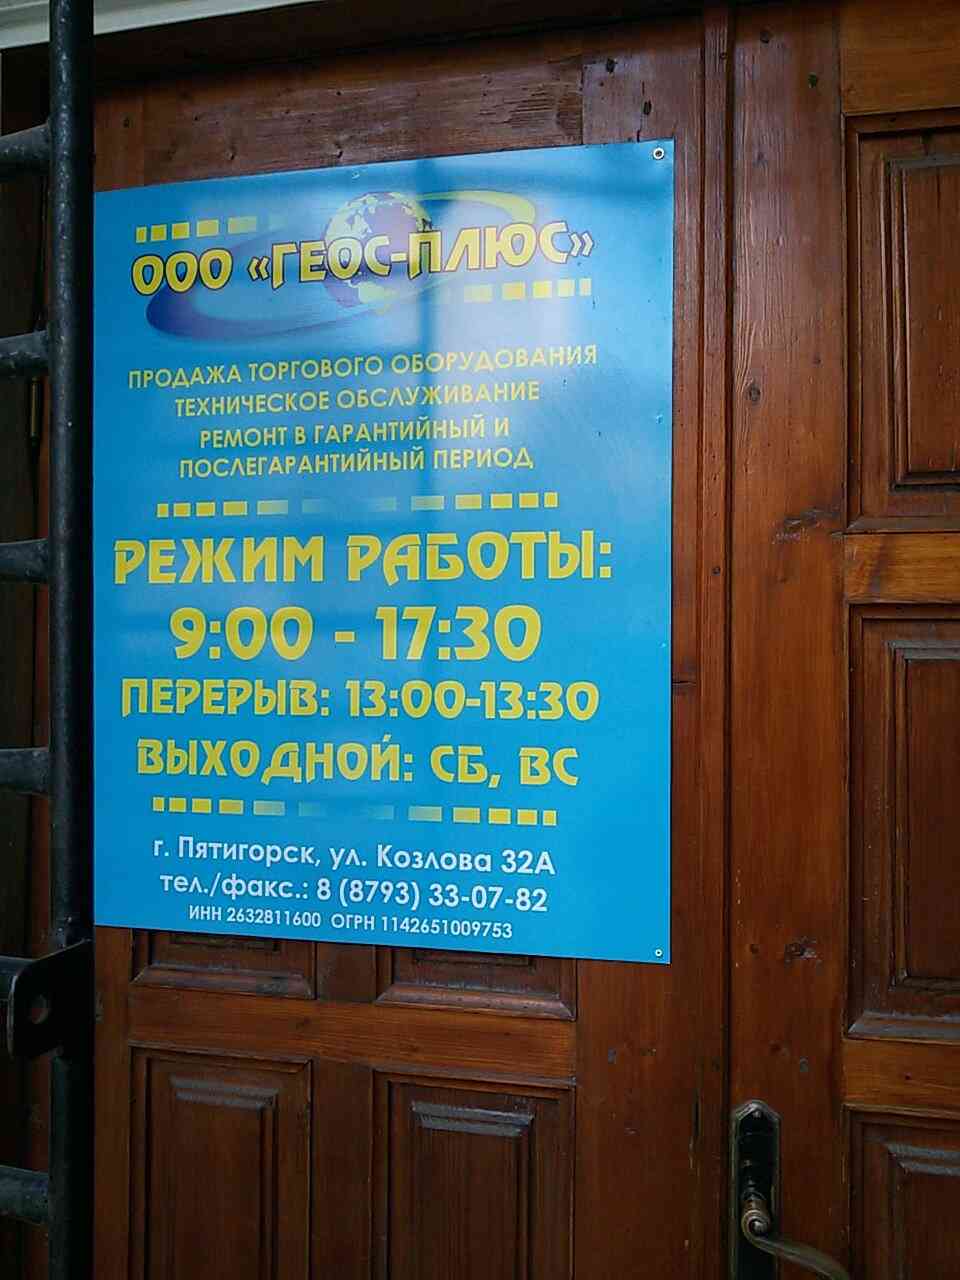 ООО «ГЕОС-ПЛЮС»
ПРОДАЖА ТОРГОВОГО ОБОРУДОВАНИЯ
ТЕХНИЧЕСКОЕ ОБСЛУЖИВАНИЕ
РЕМОНТ В ГАРАНТИЙНЫЙ И
ПОСЛЕГАРАНТИЙНЫЙ ПЕРИОД
РЕЖИМ РАБОТЫ:
9:00 - 17:30
ПЕРЕРЫВ: 13:00-13:30
ВЫХОДНОЙ: СБ, ВС
г. Пятигорск, ул. Козлова 32А
тел./факс.: 8 (8793) 33-07-82
ИНН 2632811600 ОГРН 1142651009753